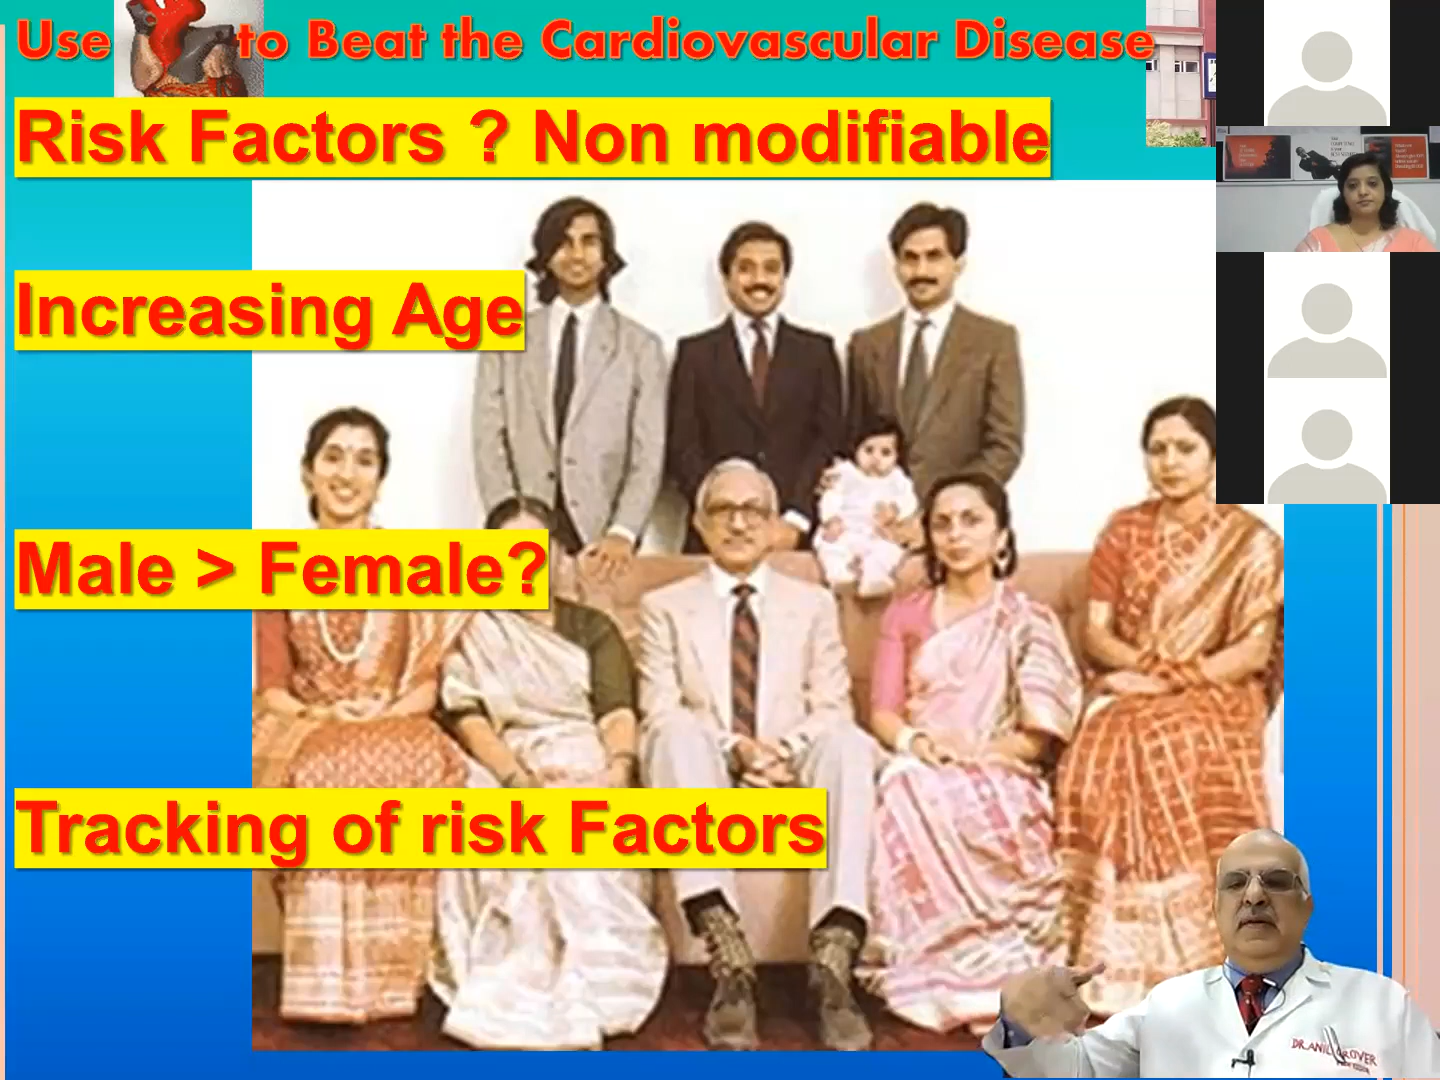 Use to Beat the Cardiovascular Disease
Risk Factors ? Non modifiable
Increasing Age
Male > Female?
Tracking of risk Factors
DR.ANIL GROVER